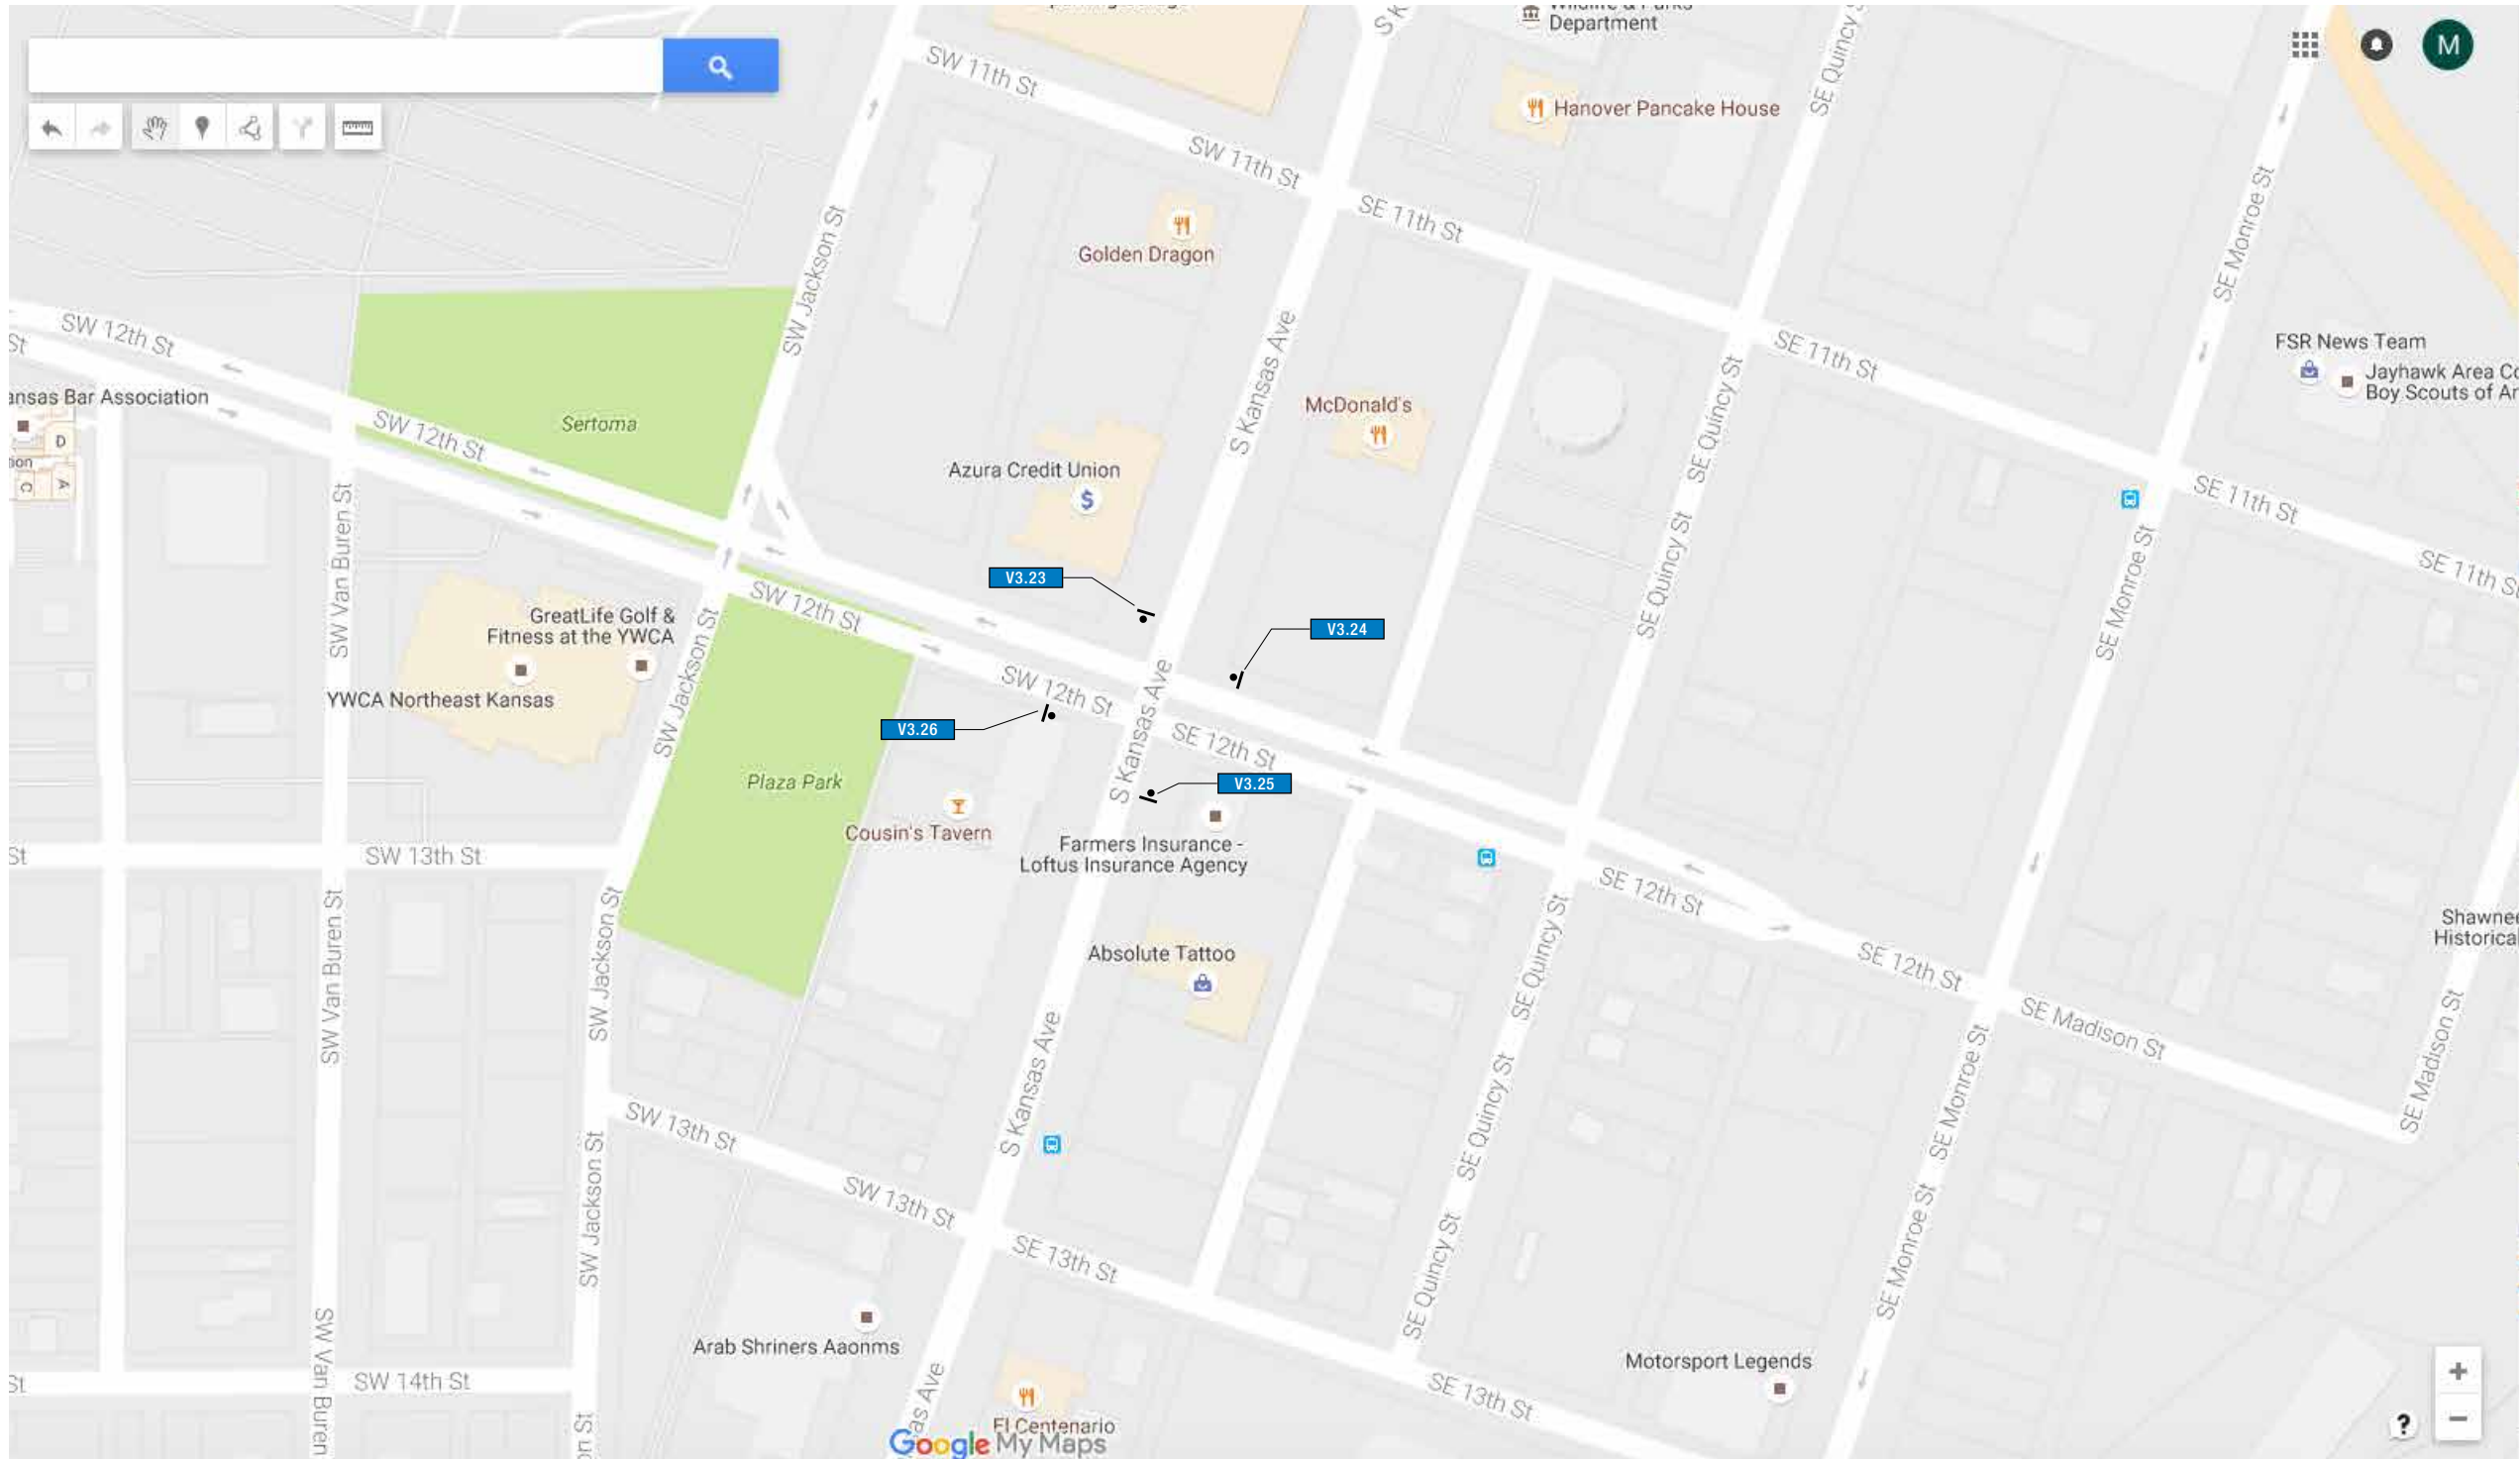 Department
M
SW 11th St
Hanover Pancake House
SE Quincy
SW 11th St
SE 11th St
SE Monroe St
Golden Dragon
SW Jackson St
SW 12th St
St
S Kansas Ave
SE 11th St
FSR News Team
Jayhawk Area
Boy Scouts of
Bar Association
D
C
A
SW 12th St
Sertoma
McDonald's
SE Quincy St
Azura Credit Union
$
SE 11th St
SW Van Buren St
SE Quincy St
SE Monroe St
SE 11th
V3.23
SW 12th St
GreatLife Golf &
Fitness at the YWCA
V3.24
YWCA Northeast Kansas
SW Jackson St
SW 12th St
V3.26
S Kansas Ave
SE 12th St
Plaza Park
V3.25
Cousin's Tavern
Farmers Insurance -
Loftus Insurance Agency
St
SW 13th St
SE 12th St
SW Van Buren St
SW Jackson St
SE Quincy St
SE 12th St
Absolute Tattoo
SE Madison St
SE Madison St
S Kansas Ave
SE Quincy St
SE Monroe St
SW 13th St
SW Jackson St
SW 13th St
SE 13th St
SE Quincy St
SE Monroe St
Arab Shriners Aaonms
SW Van Buren
St
SW 14th St
Motorsport Legends
SE 13th St
Ave
El Centenario
Google My Maps
St
+
−
?